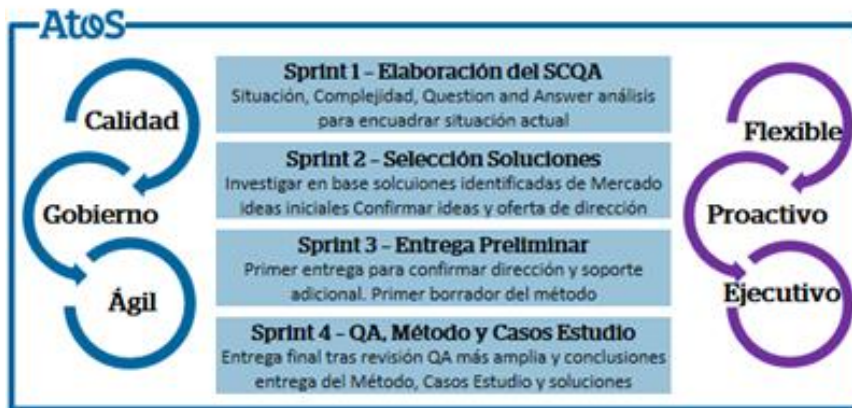 Atos
Calidad
Gobierno
Ágil
Sprint 1 – Elaboración del SCQA
Situación, Complejidad, Question and Answer análisis
para encuadrar situación actual
Sprint 2 – Selección Soluciones
Investigar en base solcuiones identificadas de Mercado
ideas iniciales Confirmar ideas y oferta de dirección
Sprint 3 – Entrega Preliminar
Primer entrega para confirmar dirección y soporte
adicional. Primer borrador del método
Sprint 4 – QA, Método y Casos Estudio
Entrega final tras revisión QA más amplia y conclusiones
entrega del Método, Casos Estudio y soluciones
Flexible
Proactivo
Ejecutivo